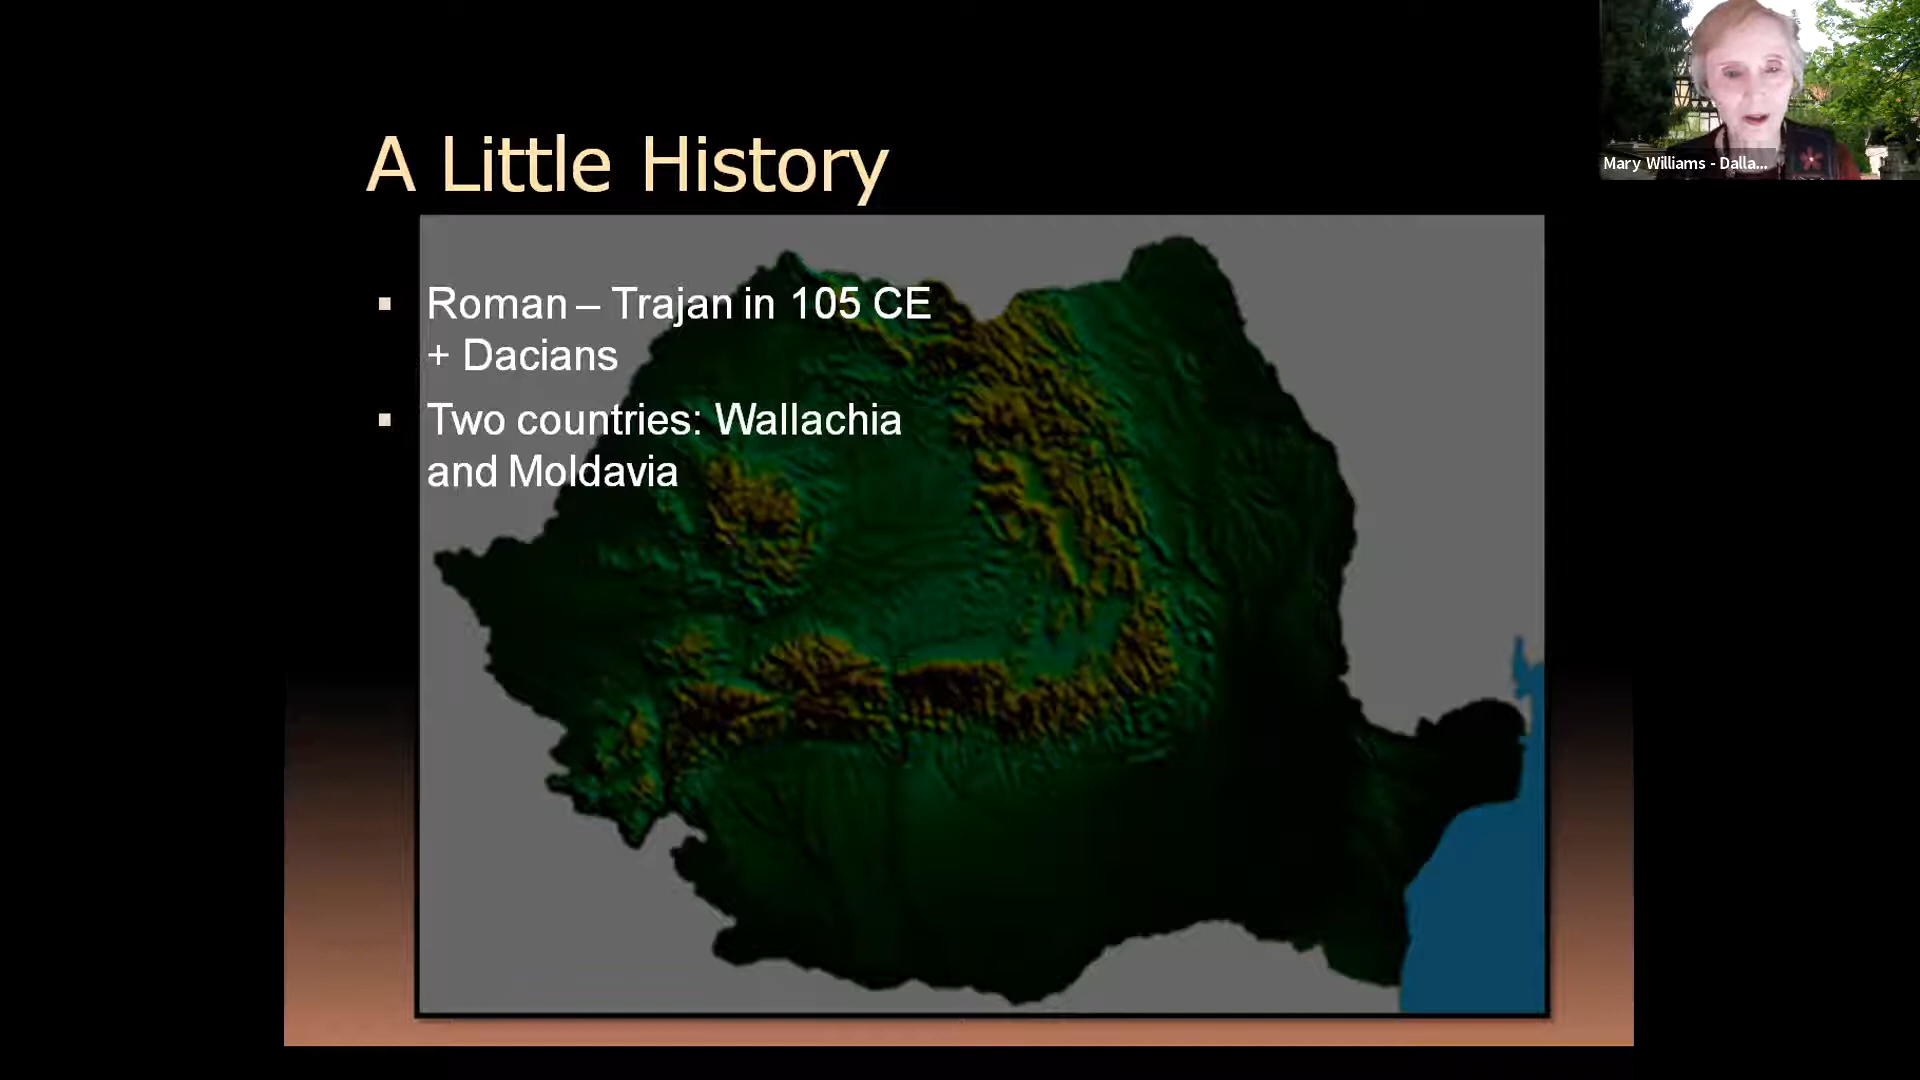 A Little History
▪ Roman – Trajan in 105 CE
+ Dacians
▪ Two countries: Wallachia
and Moldavia
Mary Williams - Dalla...